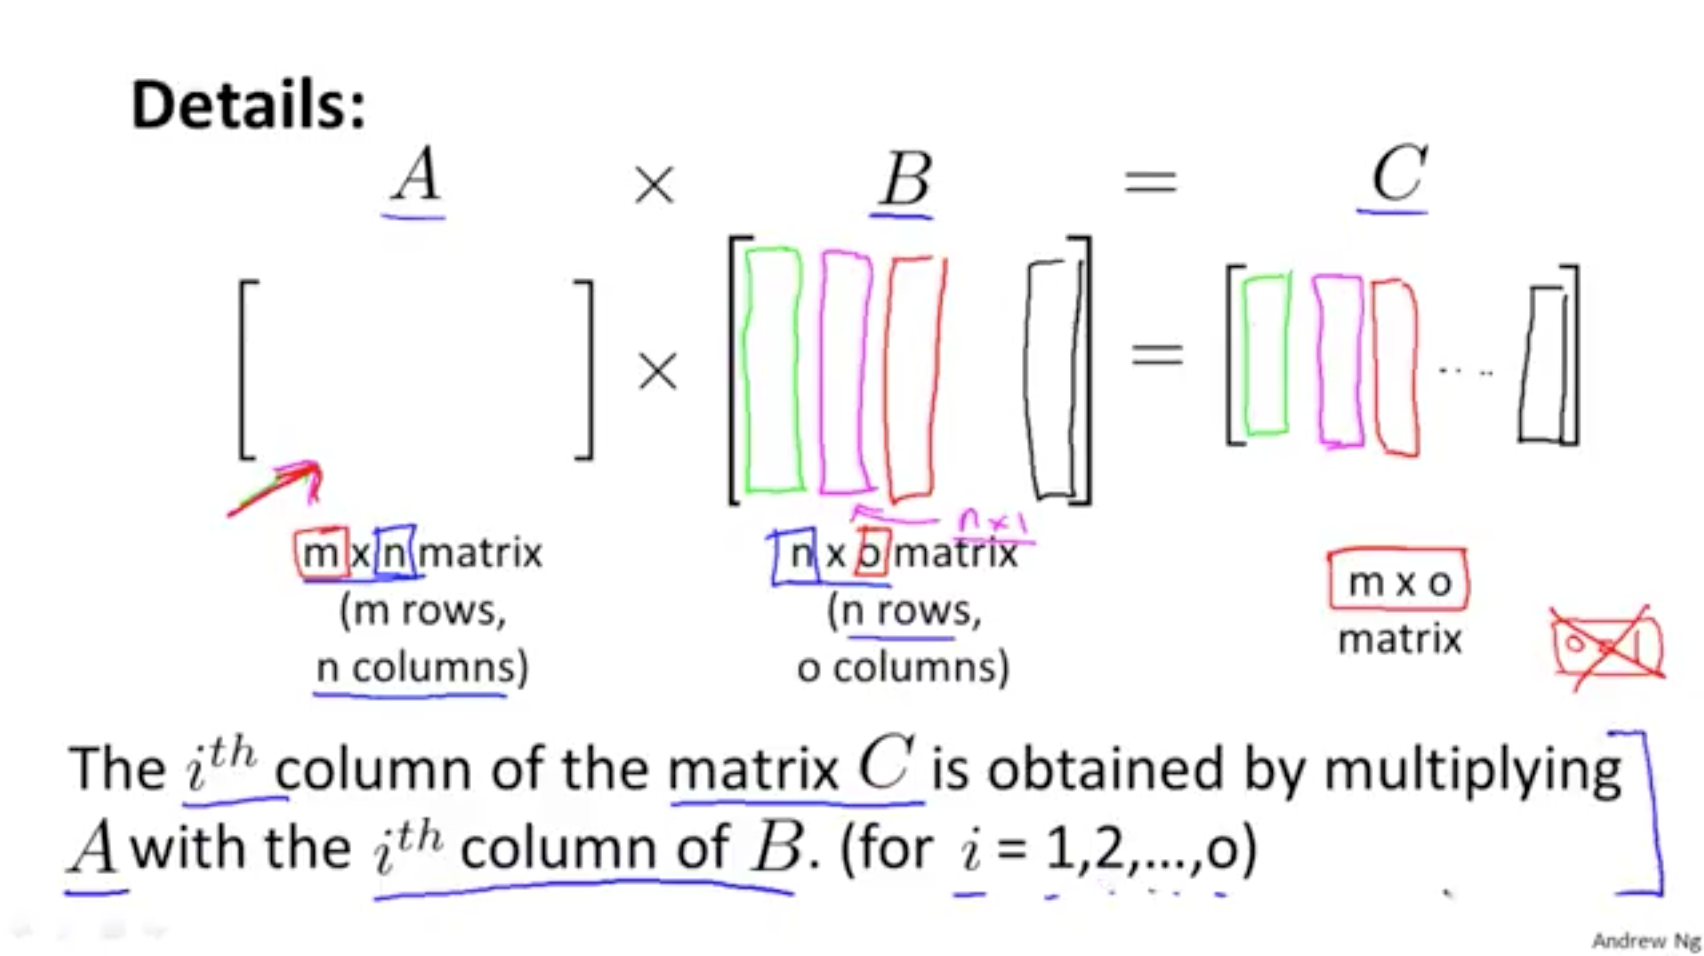 Details:
A × B = C
× =
n x 1
m x n matrix n x o matrix m x o
(m rows, (n rows, matrix
n columns) o columns)
o = 1
The i^th column of the matrix C is obtained by multiplying
A with the i^th column of B. (for i = 1,2,...,o)
Andrew Ng